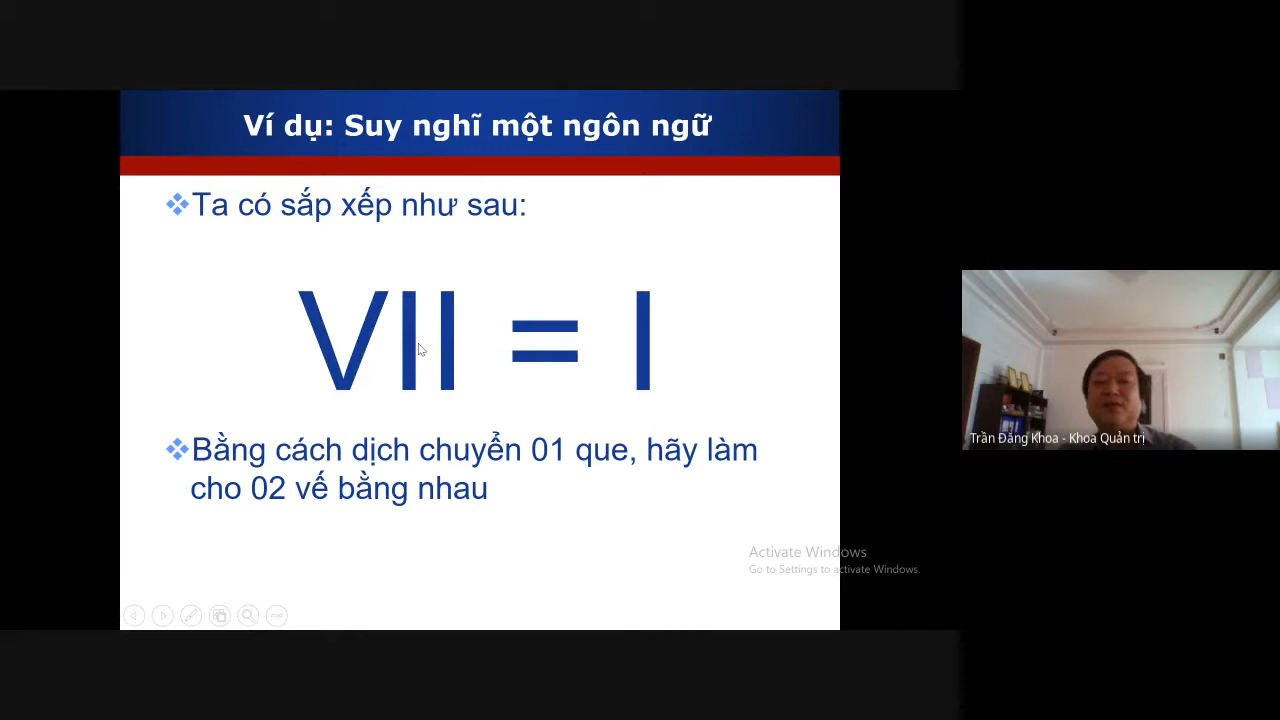 Ví dụ: Suy nghĩ một ngôn ngữ
Ta có sắp xếp như sau:
VII = I
Bằng cách dịch chuyển 01 que, hãy làm
cho 02 vế bằng nhau
Trần Đăng Khoa - Khoa Quản trị
Activate Windows
Go to Settings to activate Windows.